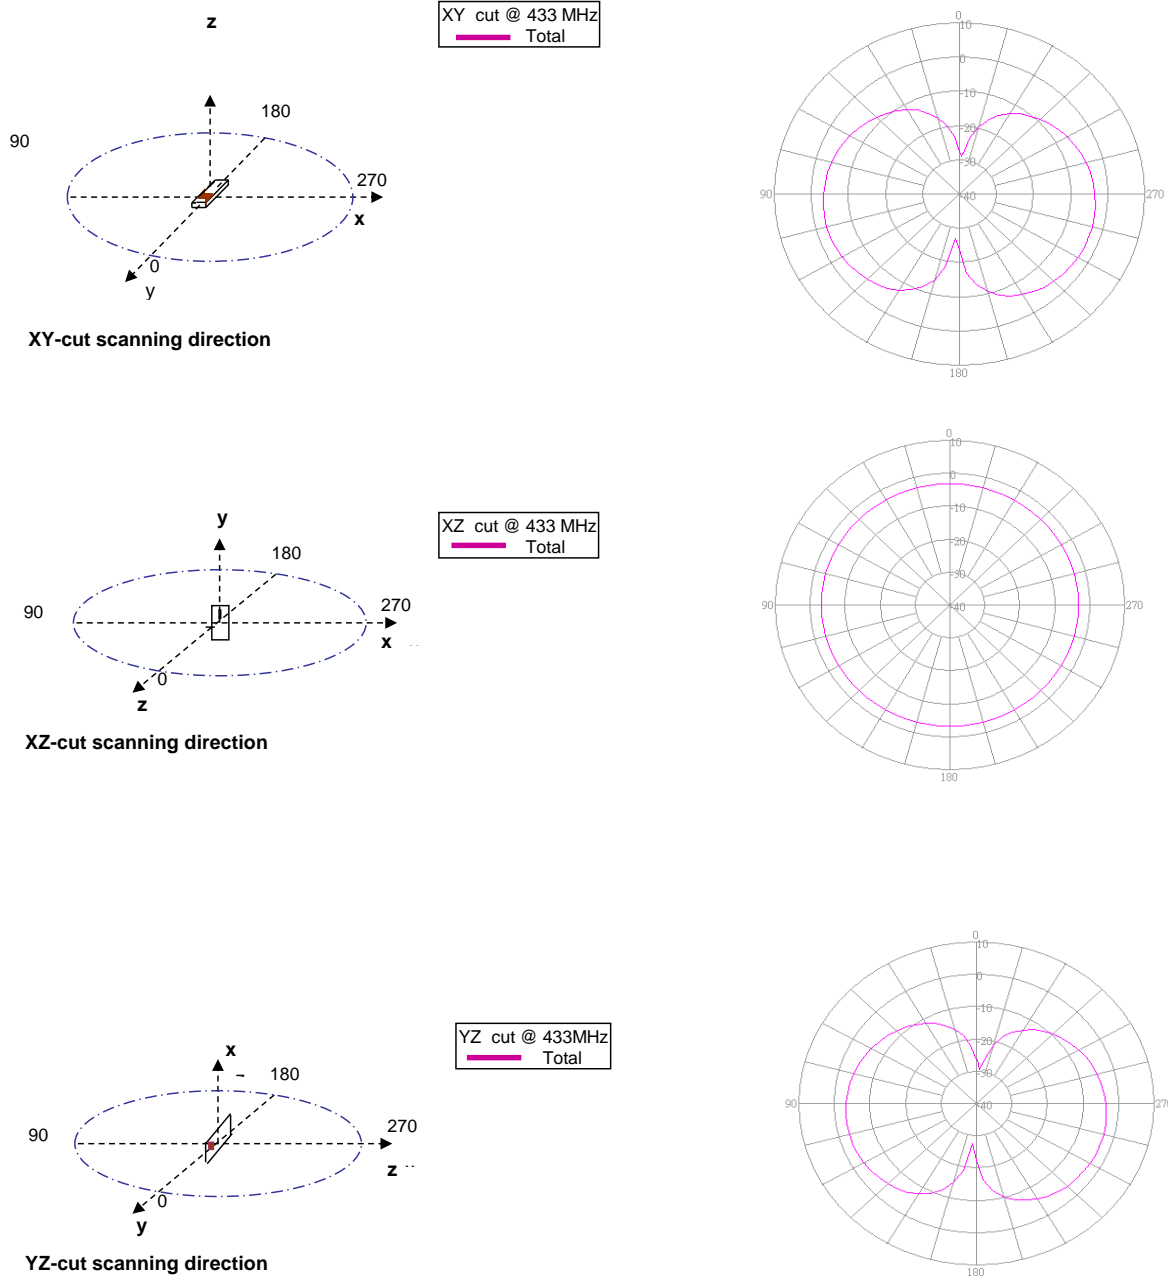 z
XY cut @ 433 MHz
Total
180
90
270
x
0
y
XY-cut scanning direction
0
10
0
-10
-20
-30
-40
90
270
180
y
XZ cut @ 433 MHz
Total
180
90
270
x
0
z
XZ-cut scanning direction
0
10
0
-10
-20
-30
-40
90
270
180
YZ cut @ 433MHz
Total
x
180
90
270
z
0
y
YZ-cut scanning direction
0
10
0
-10
-20
-30
-40
90
270
180